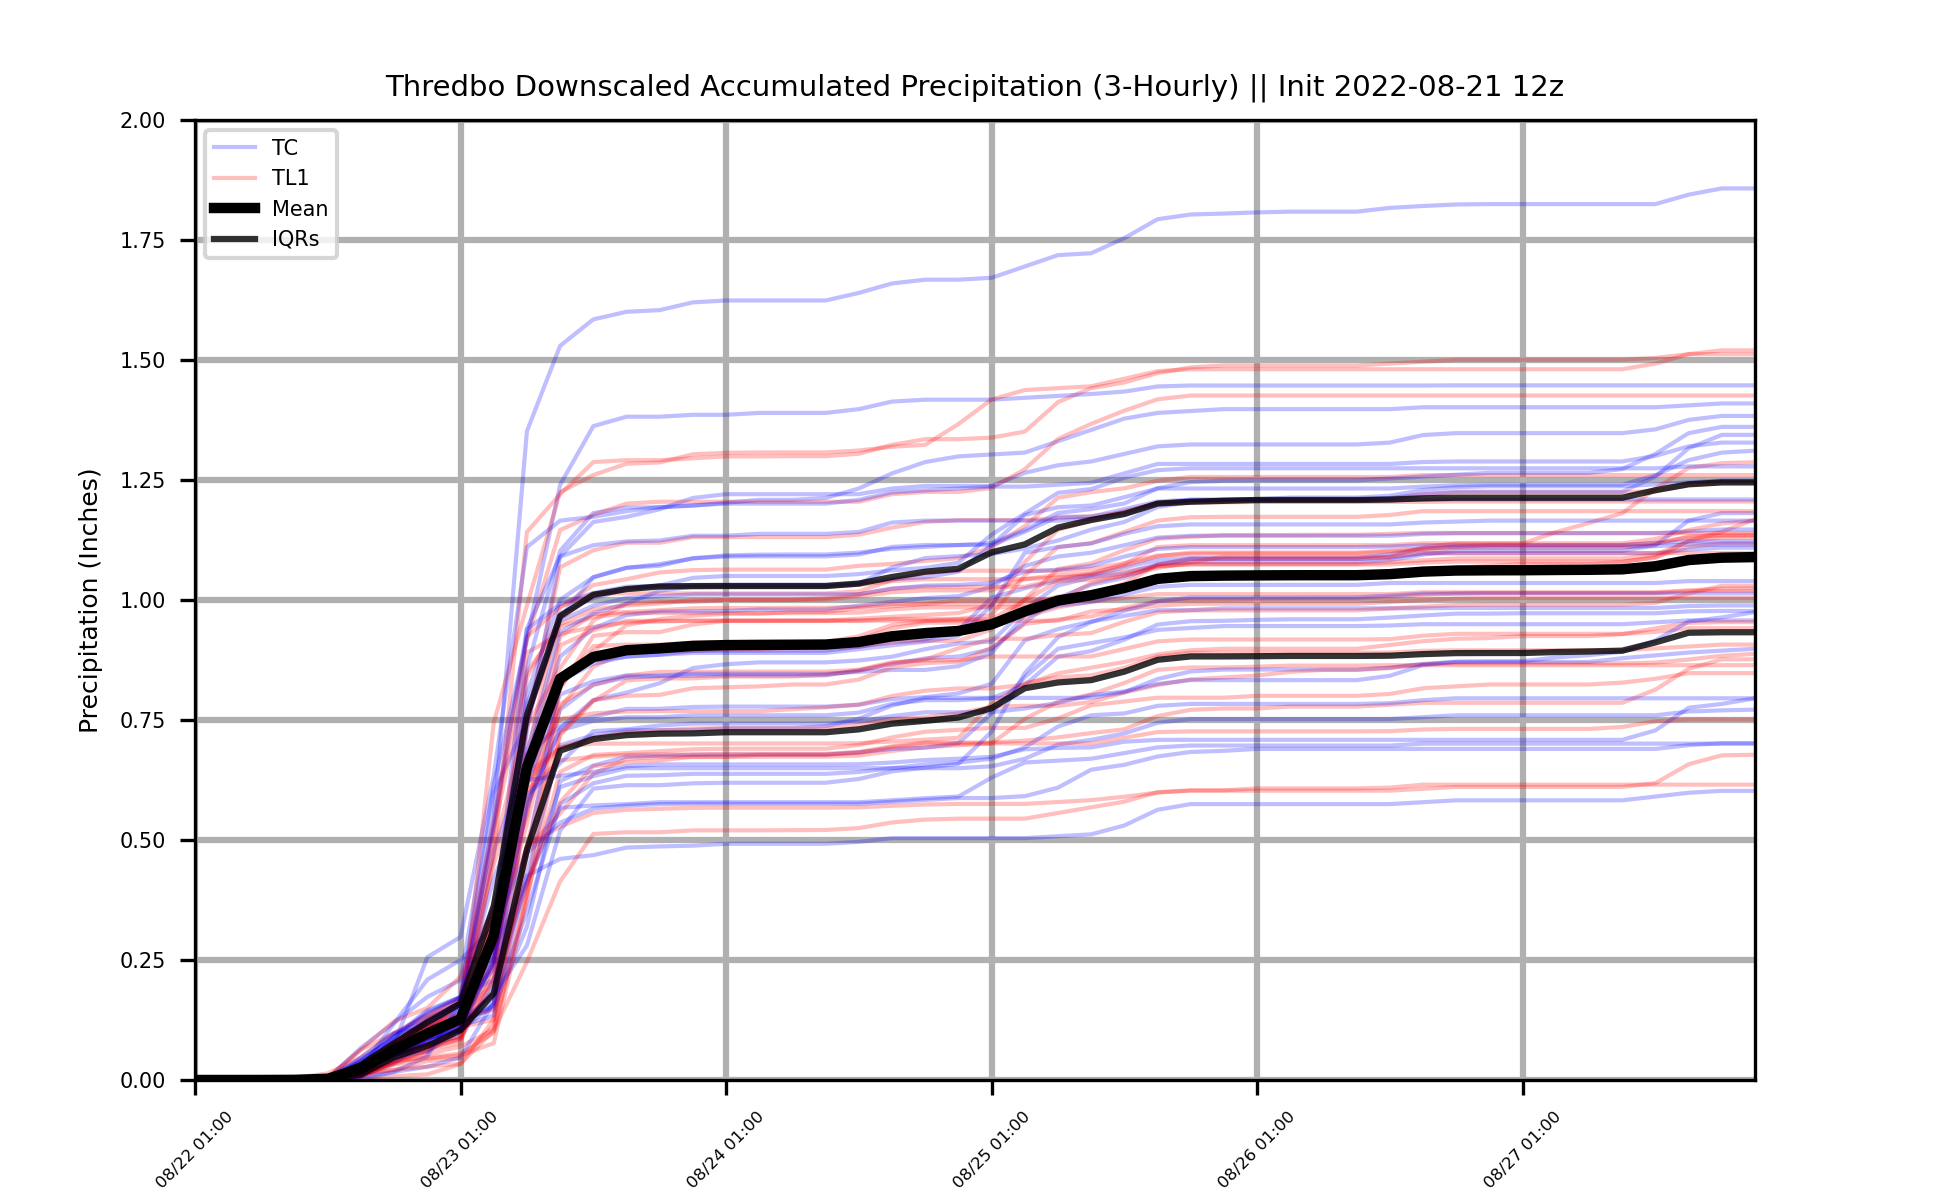 Thredbo Downscaled Accumulated Precipitation (3-Hourly) || Init 2022-08-21 12z
Precipitation (Inches)
2.00
1.75
1.50
1.25
1.00
0.75
0.50
0.25
0.00
TC
TL1
Mean
IQRs
08/22 01:00
08/23 01:00
08/24 01:00
08/25 01:00
08/26 01:00
08/27 01:00